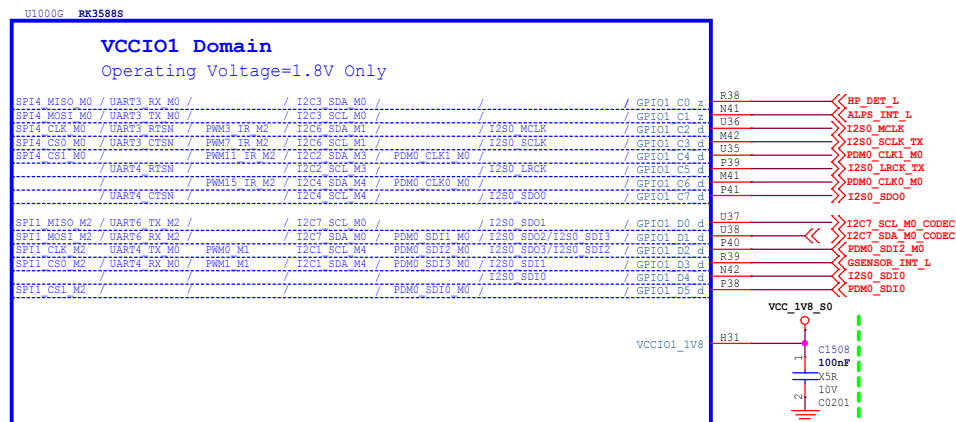 U1000G RK3588S
VCCIO1 Domain
Operating Voltage=1.8V Only
SPI4_MISO_M0 / UART3_RX_M0 / / I2C3_SDA_M0 / / / GPIO1_C0_z R38 HP_DET_L
SPI4_MOSI_M0 / UART3_TX_M0 / / I2C3_SCL_M0 / / / GPIO1_C1_z N41 ALPS_INT_L
SPI4_CLK_M0 / UART3_RTSN / PWM3_IR_M2 / I2C6_SDA_M1 / / I2S0_MCLK / GPIO1_C2_d U36 I2S0_MCLK
SPI4_CS0_M0 / UART3_CTSN / PWM7_IR_M2 / I2C6_SCL_M1 / / I2S0_SCLK / GPIO1_C3_d M42 I2S0_SCLK_TX
SPI4_CS1_M0 / / PWM11_IR_M2 / I2C2_SDA_M3 / PDM0_CLK1_M0 / / GPIO1_C4_d U35 PDM0_CLK1_M0
/ UART4_RTSN / / I2C2_SCL_M3 / / I2S0_LRCK / GPIO1_C5_d P39 I2S0_LRCK_TX
/ / PWM15_IR_M2 / I2C4_SDA_M4 / PDM0_CLK0_M0 / / GPIO1_C6_d M41 PDM0_CLK0_M0
/ UART4_CTSN / / I2C4_SCL_M4 / / I2S0_SDO0 / GPIO1_C7_d P41 I2S0_SDO0
SPI1_MISO_M2 / UART6_TX_M2 / / I2C7_SCL_M0 / / I2S0_SDO1 / GPIO1_D0_d U37 I2C7_SCL_M0_CODEC
SPI1_MOSI_M2 / UART6_RX_M2 / / I2C7_SDA_M0 / PDM0_SDI1_M0 / I2S0_SDO2/I2S0_SDI3 / GPIO1_D1_d U38 I2C7_SDA_M0_CODEC
SPI1_CLK_M2 / UART4_TX_M0 / PWM0_M1 / I2C1_SCL_M4 / PDM0_SDI2_M0 / I2S0_SDO3/I2S0_SDI2 / GPIO1_D2_d P40 PDM0_SDI2_M0
SPI1_CS0_M2 / UART4_RX_M0 / PWM1_M1 / I2C1_SDA_M4 / PDM0_SDI3_M0 / I2S0_SDI1 / GPIO1_D3_d R39 GSENSOR_INT_L
/ / / / / I2S0_SDI0 / GPIO1_D4_d N42 I2S0_SDI0
SPI1_CS1_M2 / / / / PDM0_SDI0_M0 / / GPIO1_D5_d P38 PDM0_SDI0
VCC_1V8_S0
VCCIO1_1V8 H31
1
C1508
100nF
X5R
10V
2
C0201